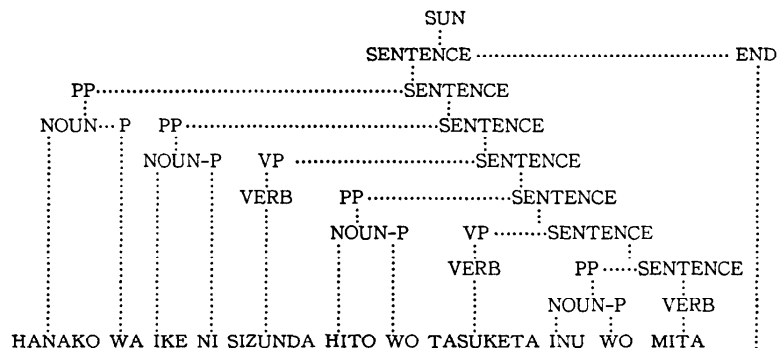 SUN
SENTENCE END
PP SENTENCE
NOUN P PP SENTENCE
NOUN-P VP SENTENCE
VERB PP SENTENCE
NOUN-P VP SENTENCE
VERB PP SENTENCE
NOUN-P VERB
HANAKO WA IKE NI SIZUNDA HITO WO TASUKETA INU WO MITA